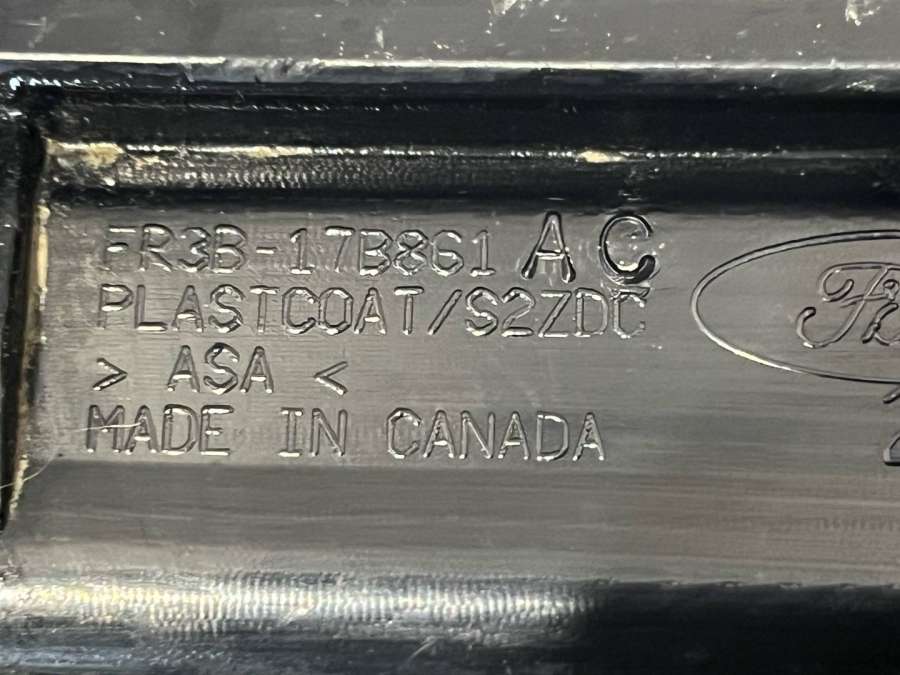 FR3B-17B861 AC
PLASTCOAT/S2ZDC
> ASA <
MADE IN CANADA